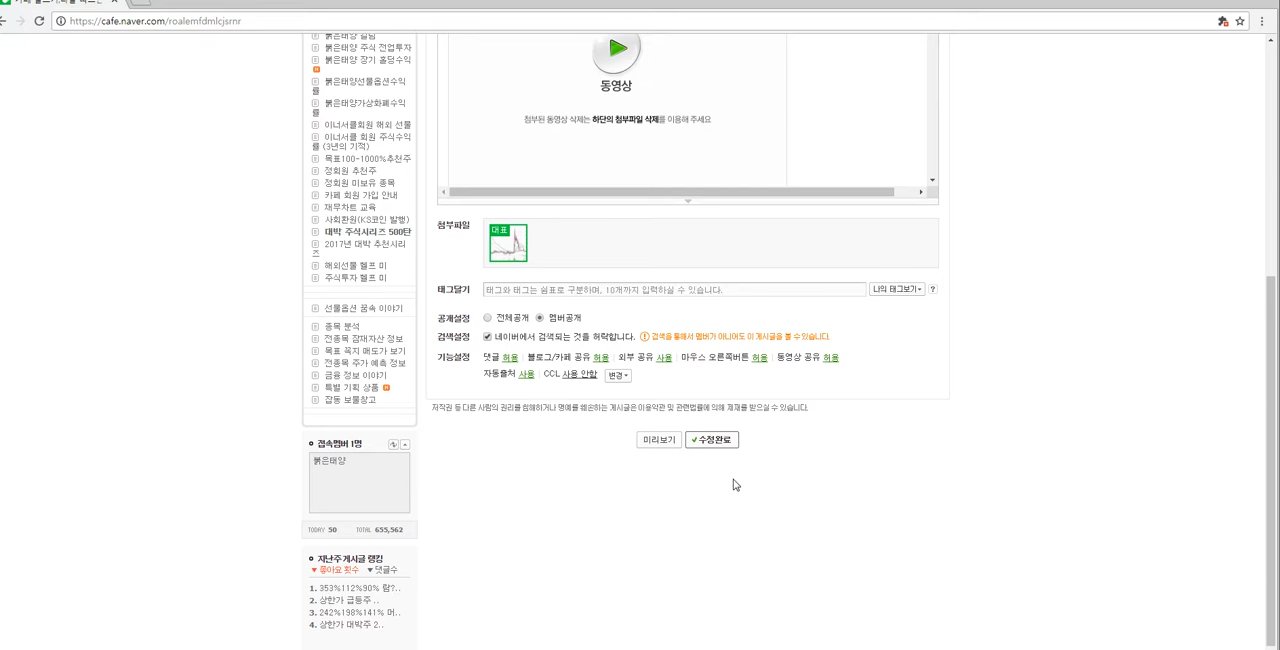 https://cafe.naver.com/roalemfdmlcjsrnr
붉은태양 주식 전업투자
붉은태양 장기 홀딩수익
붉은태양선물옵션수익
률
붉은태양가상화폐수익
률
이너서클회원 해외 선물
이너서클 회원 주식수익
률 (3년의 기적)
목표100-1000%추천주
정회원 추천주
정회원 미보유 종목
카페 회원 가입 안내
재무차트 교육
사회환원(KS코인 발행)
대박 주식시리즈 500탄
2017년 대박 추천시리
즈
해외선물 헬프 미
주식투자 헬프 미
선물옵션 꿈속 이야기
종목 분석
전종목 잠재자산 정보
목표 꼭지 매도가 보기
전종목 주가 예측 정보
금융 정보 이야기
특별 기획 상품
잡동 보물창고
접속멤버 1명
붉은태양
TODAY 50 TOTAL 655,562
지난주 게시글 랭킹
▼ 좋아요 횟수 ▼ 댓글수
1. 353%112%90% 람?..
2. 상한가 급등주 ..
3. 242%198%141% 머..
4. 상한가 대박주 2..
동영상
첨부된 동영상 삭제는 하단의 첨부파일 삭제를 이용해 주세요
첨부파일
대표
태그달기 태그와 태그는 쉼표로 구분하며, 10개까지 입력하실 수 있습니다. 나의 태그보기 ?
공개설정 전체공개 멤버공개
검색설정 네이버에서 검색되는 것을 허락합니다. 검색을 통해서 멤버가 아니어도 이 게시글을 볼 수 있습니다.
기능설정 댓글 허용 블로그/카페 공유 허용 외부 공유 사용 마우스 오른쪽버튼 허용 동영상 공유 허용
자동출처 사용 CCL 사용 안함 변경
저작권 등 다른 사람의 권리를 침해하거나 명예를 훼손하는 게시글은 이용약관 및 관련법률에 의해 제재를 받으실 수 있습니다.
미리보기 수정완료